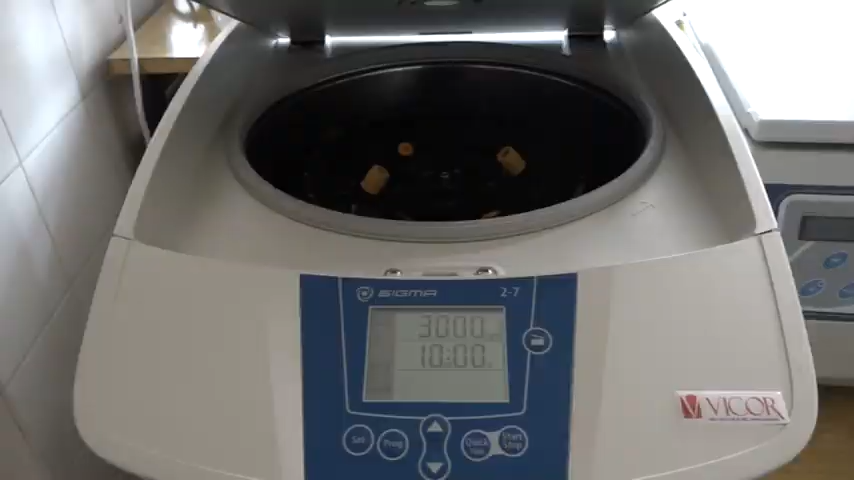 SIGMA 2-7
3000
10:00
Set
Prog
Quick
Start
Stop
VICOR